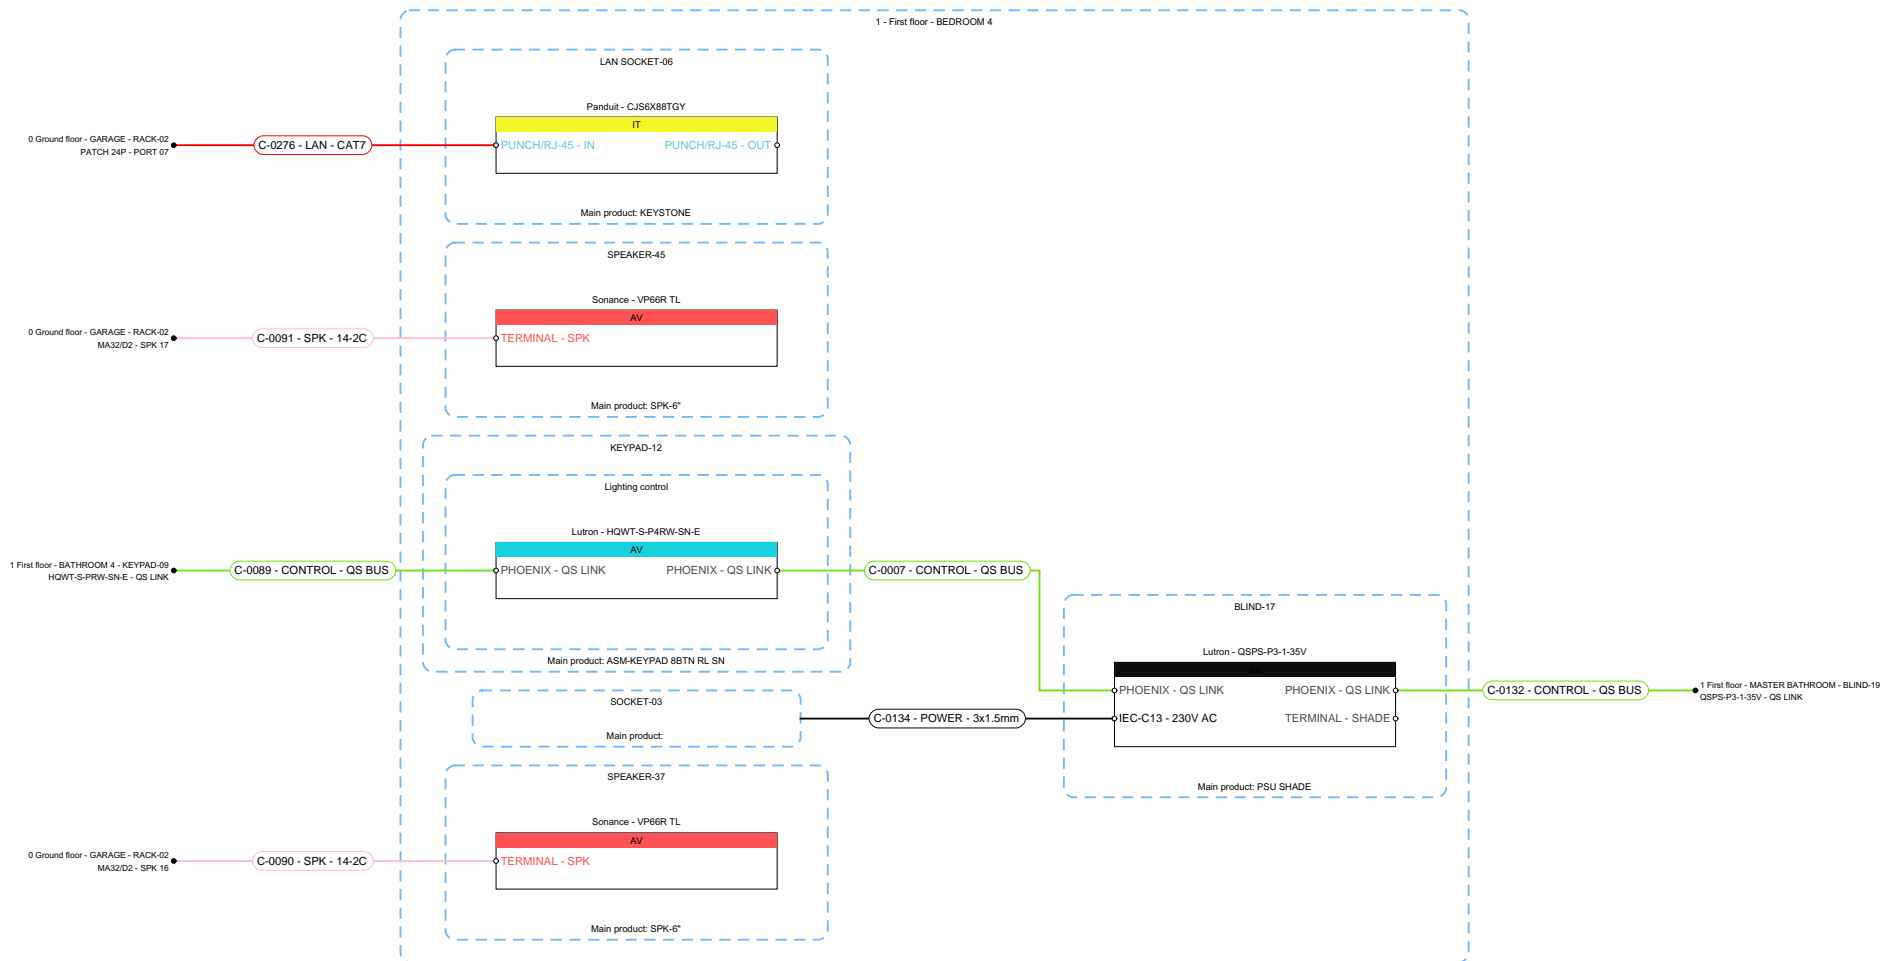 1 - First floor - BEDROOM 4
LAN SOCKET-06
Panduit - CJS6X88TGY
IT
0 Ground floor - GARAGE - RACK-02
PATCH 24P - PORT 07
C-0276 - LAN - CAT7
PUNCH/RJ-45 - IN
PUNCH/RJ-45 - OUT
Main product: KEYSTONE
SPEAKER-45
Sonance - VP66R TL
AV
0 Ground floor - GARAGE - RACK-02
MA32/D2 - SPK 17
C-0091 - SPK - 14-2C
TERMINAL - SPK
Main product: SPK-6"
KEYPAD-12
Lighting control
Lutron - HQWT-S-P4RW-SN-E
AV
1 First floor - BATHROOM 4 - KEYPAD-09
HQWT-S-PRW-SN-E - QS LINK
C-0089 - CONTROL - QS BUS
PHOENIX - QS LINK
PHOENIX - QS LINK
C-0007 - CONTROL - QS BUS
Main product: ASM-KEYPAD 8BTN RL SN
BLIND-17
Lutron - QSPS-P3-1-35V
AV
PHOENIX - QS LINK
PHOENIX - QS LINK
C-0132 - CONTROL - QS BUS
1 First floor - MASTER BATHROOM - BLIND-19
QSPS-P3-1-35V - QS LINK
SOCKET-03
Main product:
C-0134 - POWER - 3x1.5mm
IEC-C13 - 230V AC
TERMINAL - SHADE
Main product: PSU SHADE
SPEAKER-37
Sonance - VP66R TL
AV
0 Ground floor - GARAGE - RACK-02
MA32/D2 - SPK 16
C-0090 - SPK - 14-2C
TERMINAL - SPK
Main product: SPK-6"